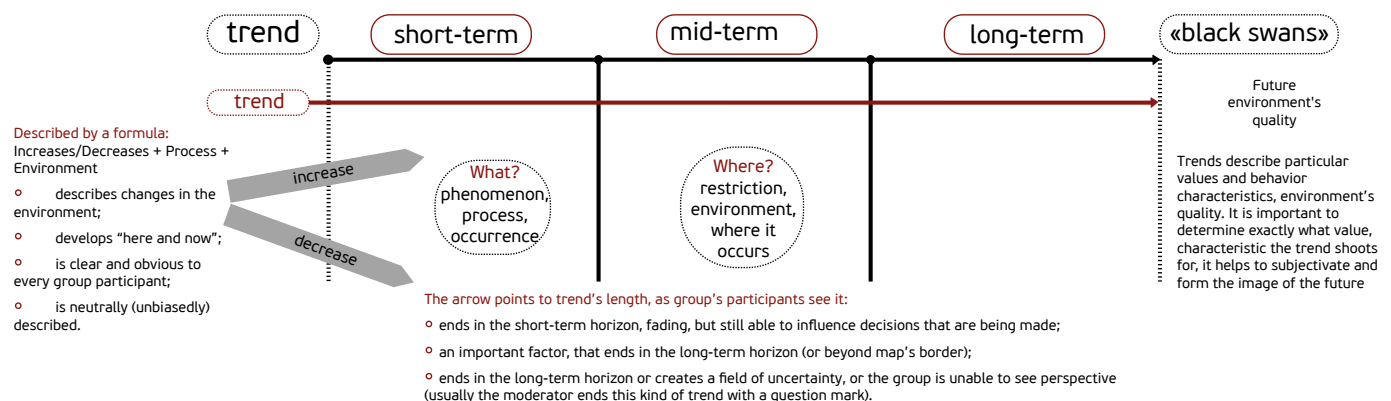 trend
short-term
mid-term
long-term
«black swans»
trend
Future
environment's
quality
Described by a formula:
Increases/Decreases + Process +
Environment
describes changes in the
environment;
develops “here and now”;
is clear and obvious to
every group participant;
is neutrally (unbiasedly)
described.
increase
decrease
What?
phenomenon,
process,
occurrence
Where?
restriction,
environment,
where it
occurs
Trends describe particular
values and behavior
characteristics, environment’s
quality. It is important to
determine exactly what value,
characteristic the trend shoots
for, it helps to subjectivate and
form the image of the future
The arrow points to trend’s length, as group’s participants see it:
ends in the short-term horizon, fading, but still able to influence decisions that are being made;
an important factor, that ends in the long-term horizon (or beyond map’s border);
ends in the long-term horizon or creates a field of uncertainty, or the group is unable to see perspective
(usually the moderator ends this kind of trend with a question mark).